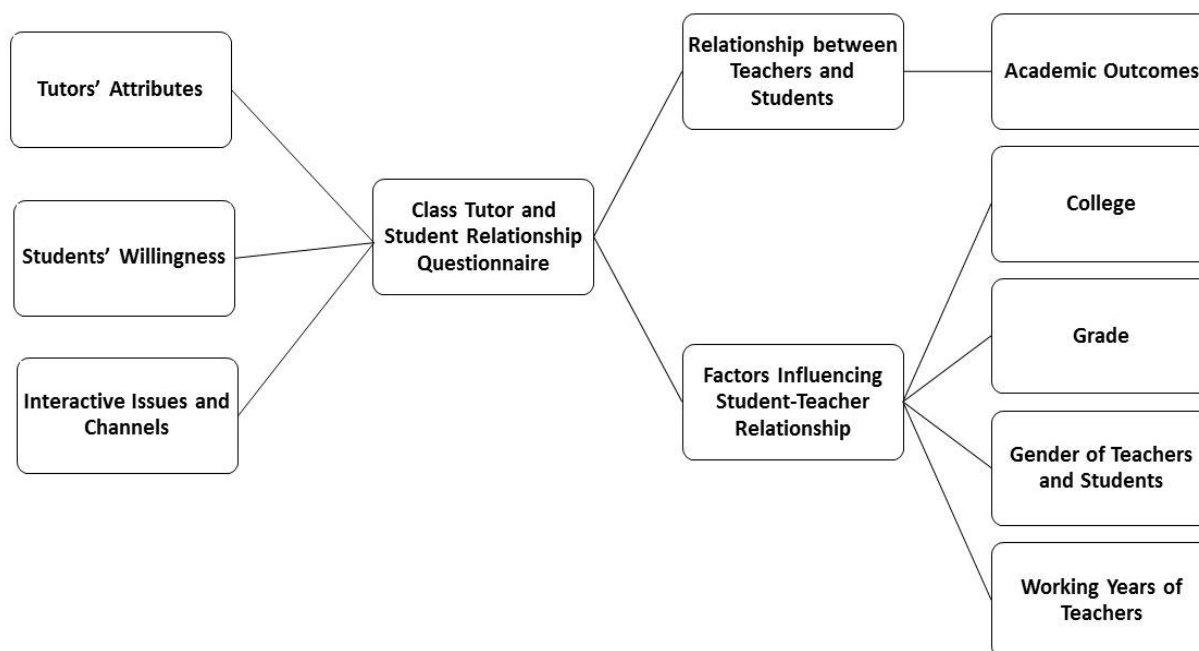 Tutors’ Attributes
Students’ Willingness
Interactive Issues and
Channels
Class Tutor and
Student Relationship
Questionnaire
Relationship between
Teachers and
Students
Factors Influencing
Student-Teacher
Relationship
Academic Outcomes
College
Grade
Gender of Teachers
and Students
Working Years of
Teachers